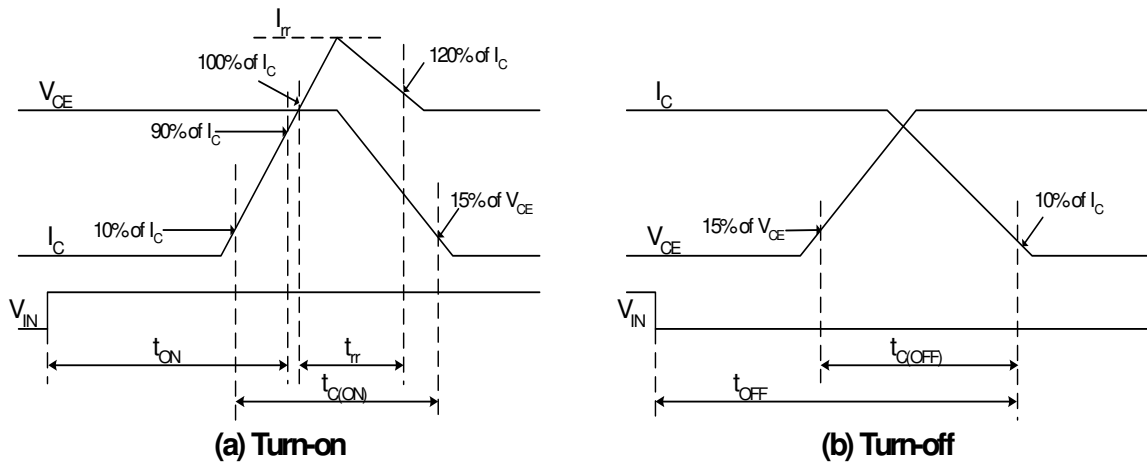 I_rr
100% of I_C
120% of I_C
V_CE
90% of I_C
10% of I_C
15% of V_CE
I_C
V_IN
t_ON
t_rr
t_C(ON)
(a) Turn-on
I_C
10% of I_C
15% of V_CE
V_CE
V_IN
t_C(OFF)
t_OFF
(b) Turn-off